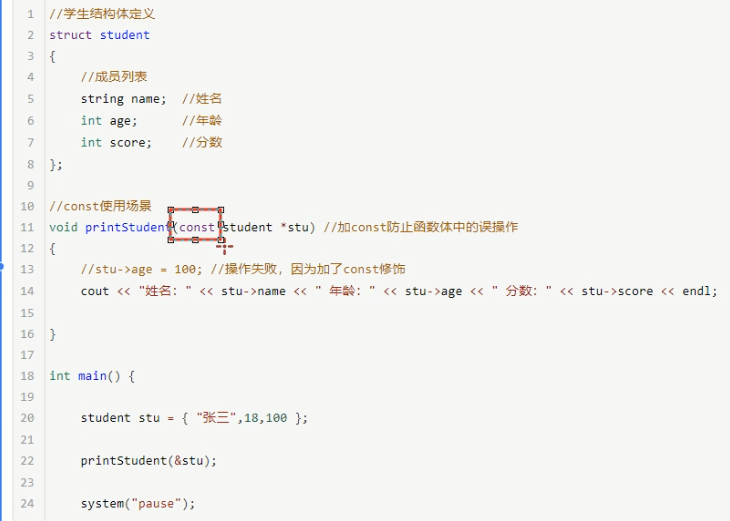 1 //学生结构体定义
2 struct student
3 {
4 //成员列表
5 string name; //姓名
6 int age; //年龄
7 int score; //分数
8 };
9
10 //const使用场景
11 void printStudent(const student *stu) //加const防止函数体中的误操作
12 {
13 //stu->age = 100; //操作失败，因为加了const修饰
14 cout << "姓名：" << stu->name << " 年龄：" << stu->age << " 分数：" << stu->score << endl;
15
16 }
17
18 int main() {
19
20 student stu = { "张三",18,100 };
21
22 printStudent(&stu);
23
24 system("pause");